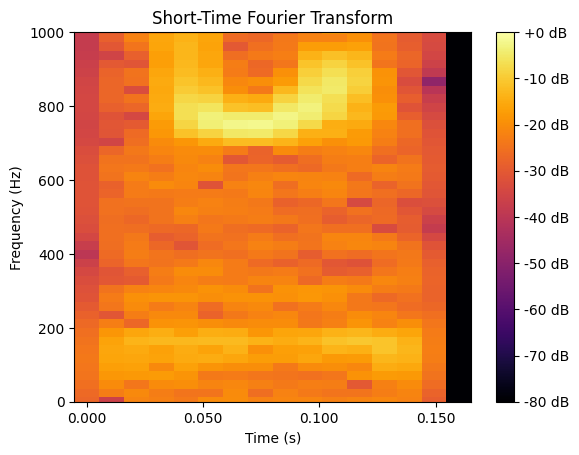 Short-Time Fourier Transform
1000
800
600
400
200
0
Frequency (Hz)
0.000
0.050
0.100
0.150
Time (s)
+0 dB
-10 dB
-20 dB
-30 dB
-40 dB
-50 dB
-60 dB
-70 dB
-80 dB